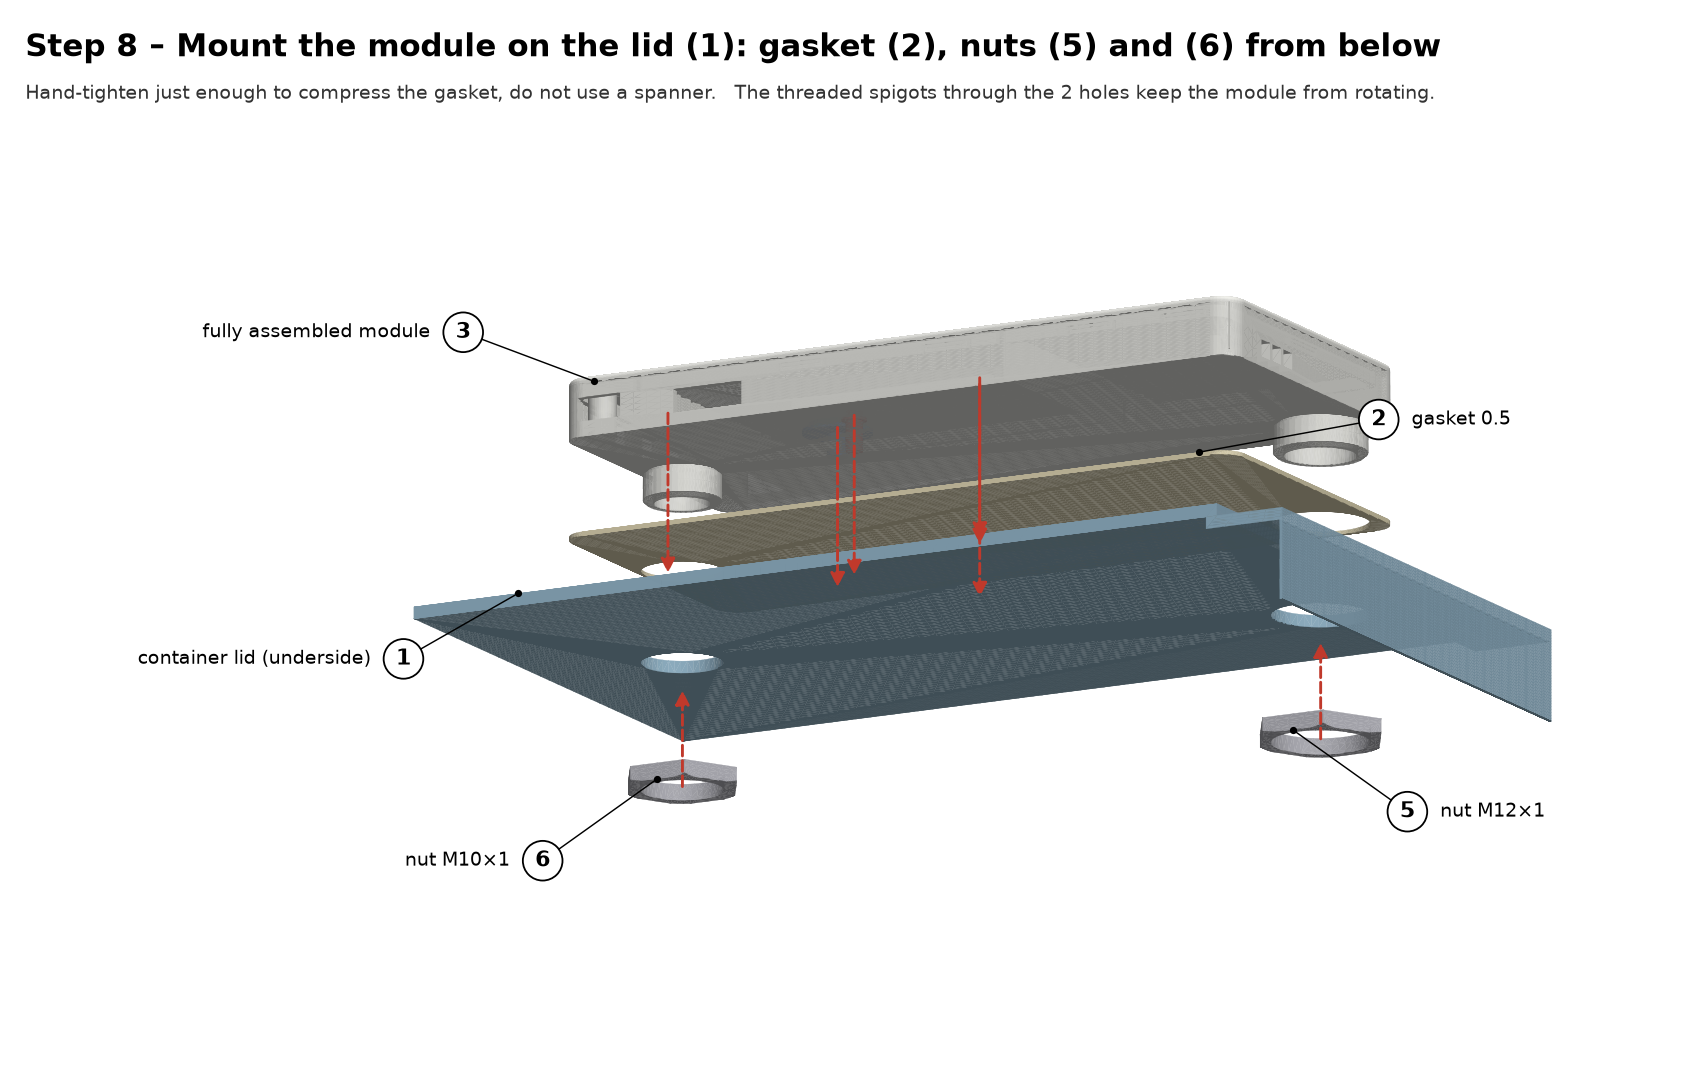 Step 8 – Mount the module on the lid (1): gasket (2), nuts (5) and (6) from below
Hand-tighten just enough to compress the gasket, do not use a spanner.   The threaded spigots through the 2 holes keep the module from rotating.
fully assembled module 3
2 gasket 0.5
container lid (underside) 1
5 nut M12×1
nut M10×1 6